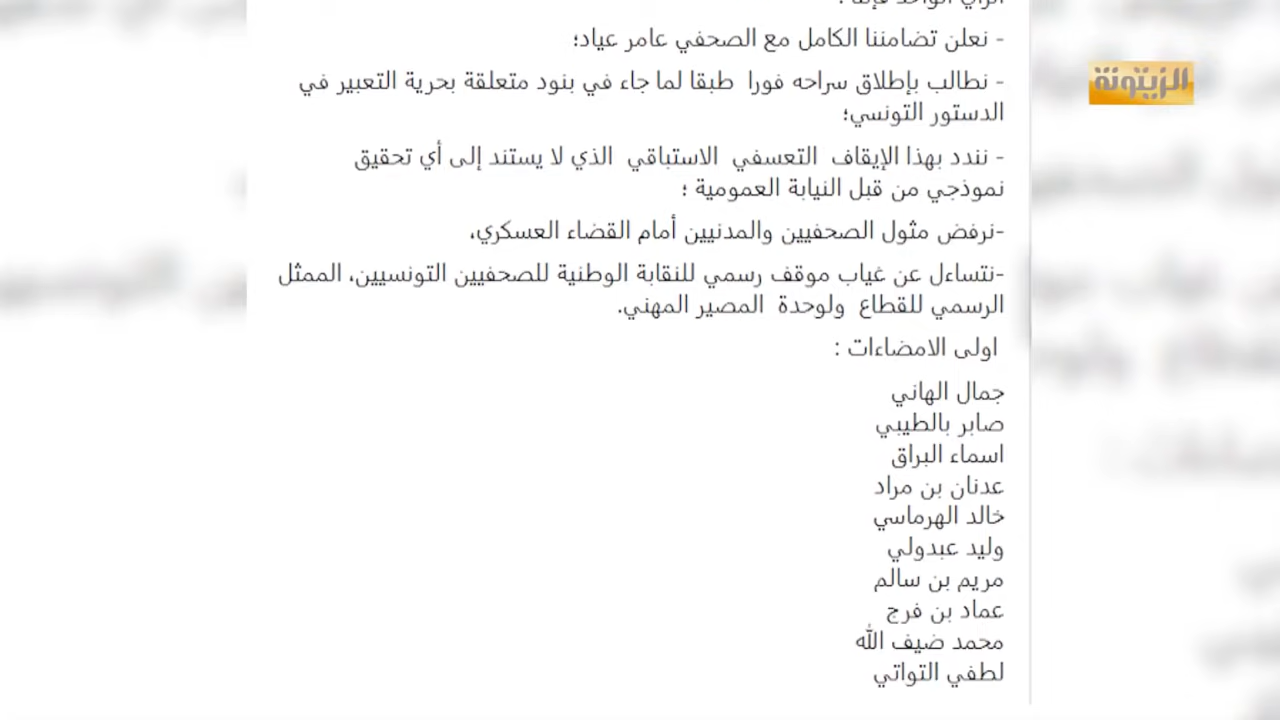 الرأي الواحد فإننا :
- نعلن تضامننا الكامل مع الصحفي عامر عياد؛
- نطالب بإطلاق سراحه فورا طبقا لما جاء في بنود متعلقة بحرية التعبير في
الدستور التونسي؛
- نندد بهذا الإيقاف التعسفي الاستباقي الذي لا يستند إلى أي تحقيق
نموذجي من قبل النيابة العمومية ؛
-نرفض مثول الصحفيين والمدنيين أمام القضاء العسكري،
-نتساءل عن غياب موقف رسمي للنقابة الوطنية للصحفيين التونسيين، الممثل
الرسمي للقطاع ولوحدة المصير المهني.
اولى الامضاءات :
جمال الهاني
صابر بالطيبي
اسماء البراق
عدنان بن مراد
خالد الهرماسي
وليد عبدولي
مريم بن سالم
عماد بن فرج
محمد ضيف الله
لطفي التواتي
الزيتونة